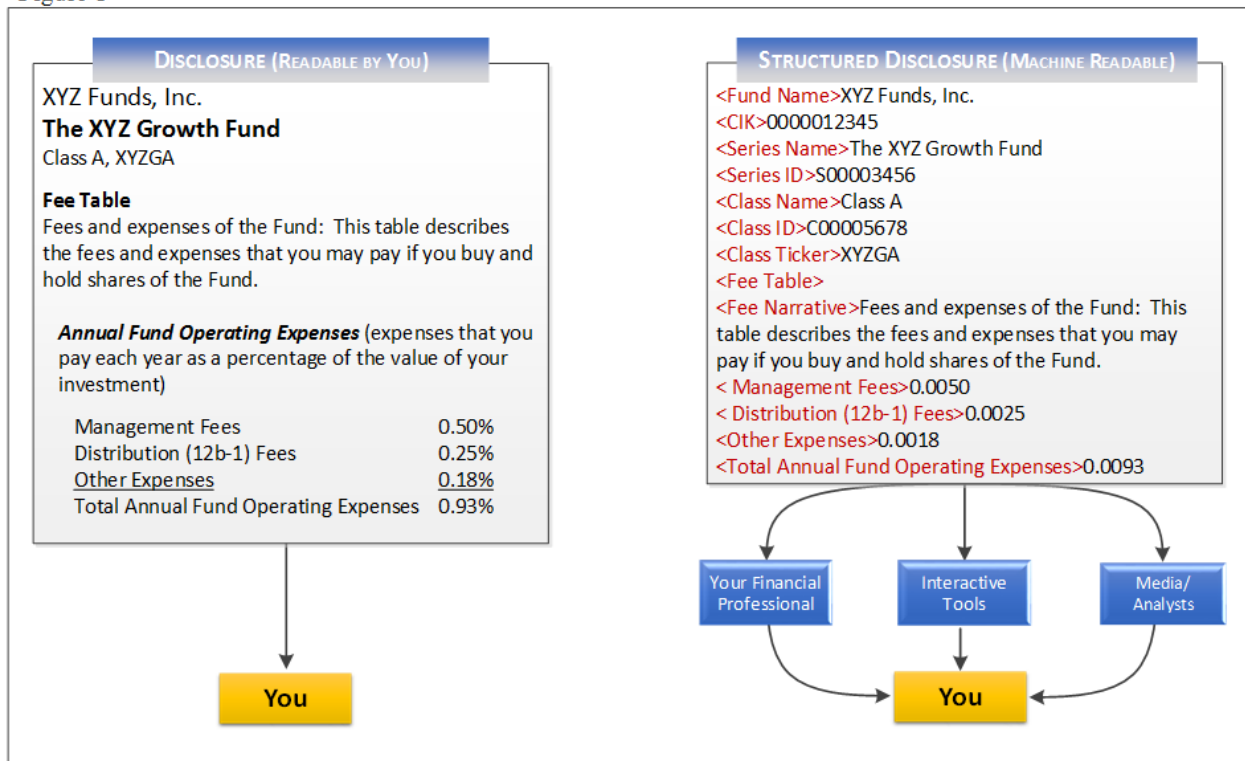 DISCLOSURE (READABLE BY YOU)
XYZ Funds, Inc.
The XYZ Growth Fund
Class A, XYZGA
Fee Table
Fees and expenses of the Fund: This table describes
the fees and expenses that you may pay if you buy and
hold shares of the Fund.
Annual Fund Operating Expenses (expenses that you
pay each year as a percentage of the value of your
investment)
Management Fees 0.50%
Distribution (12b-1) Fees 0.25%
Other Expenses 0.18%
Total Annual Fund Operating Expenses 0.93%
You
STRUCTURED DISCLOSURE (MACHINE READABLE)
<Fund Name>XYZ Funds, Inc.
<CIK>0000012345
<Series Name>The XYZ Growth Fund
<Series ID>S00003456
<Class Name>Class A
<Class ID>C00005678
<Class Ticker>XYZGA
<Fee Table>
<Fee Narrative>Fees and expenses of the Fund: This
table describes the fees and expenses that you may
pay if you buy and hold shares of the Fund.
< Management Fees>0.0050
< Distribution (12b-1) Fees>0.0025
<Other Expenses>0.0018
<Total Annual Fund Operating Expenses>0.0093
Your Financial
Professional
Interactive
Tools
Media/
Analysts
You